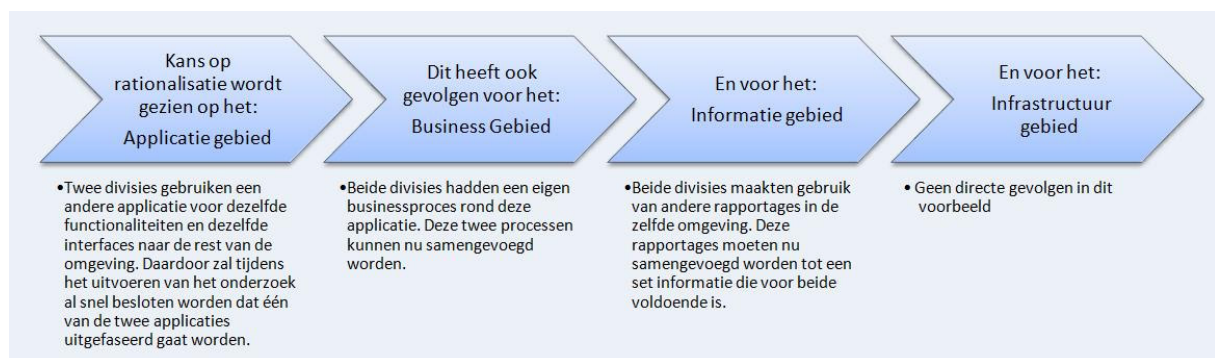 Kans op
rationalisatie wordt
gezien op het:
Applicatie gebied
•Twee divisies gebruiken een
andere applicatie voor dezelfde
functionaliteiten en dezelfde
interfaces naar de rest van de
omgeving. Daardoor zal tijdens
het uitvoeren van het onderzoek
al snel besloten worden dat één
van de twee applicaties
uitgefaseerd gaat worden.
Dit heeft ook
gevolgen voor het:
Business Gebied
•Beide divisies hadden een eigen
businessproces rond deze
applicatie. Deze twee processen
kunnen nu samengevoegd
worden.
En voor het:
Informatie gebied
•Beide divisies maakten gebruik
van andere rapportages in de
zelfde omgeving. Deze
rapportages moeten nu
samengevoegd worden tot een
set informatie die voor beide
voldoende is.
En voor het:
Infrastructuur
gebied
• Geen directe gevolgen in dit
voorbeeld